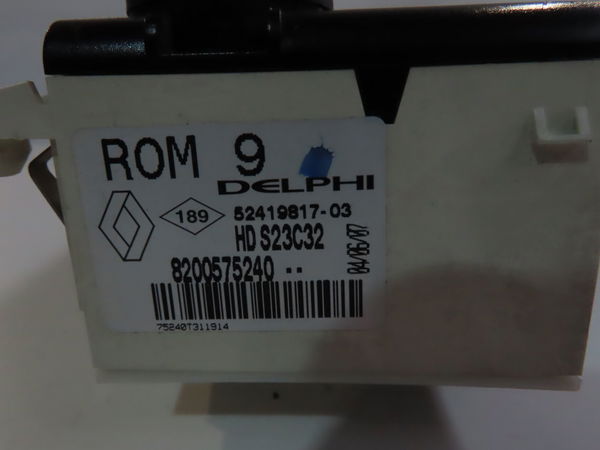 ROM 9
DELPHI
189 52419817-03
HD S23C32
04/06/07
8200575240 --
75240T311914